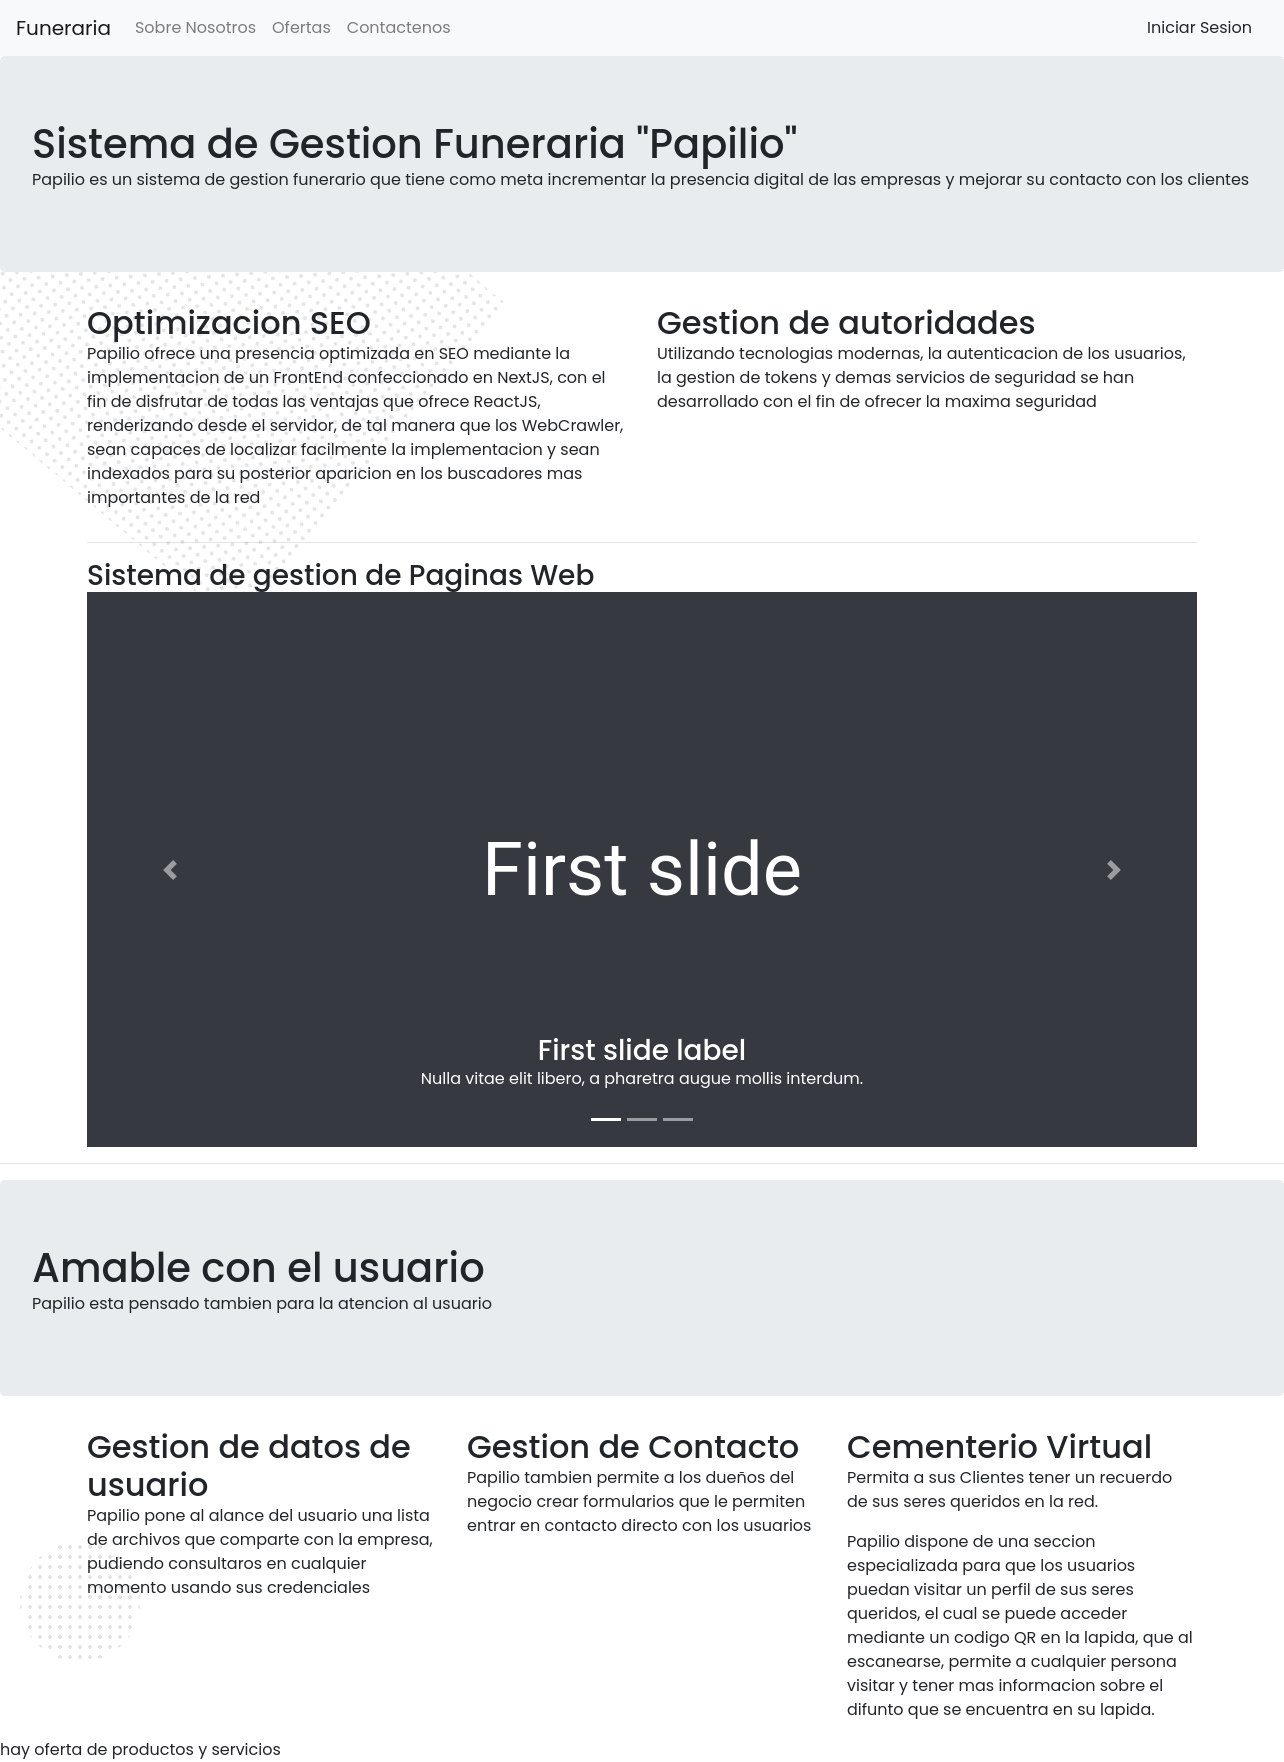 Funeraria Sobre Nosotros Ofertas Contactenos Iniciar Sesion
Sistema de Gestion Funeraria "Papilio"
Papilio es un sistema de gestion funerario que tiene como meta incrementar la presencia digital de las empresas y mejorar su contacto con los clientes
Optimizacion SEO
Papilio ofrece una presencia optimizada en SEO mediante la
implementacion de un FrontEnd confeccionado en NextJS, con el
fin de disfrutar de todas las ventajas que ofrece ReactJS,
renderizando desde el servidor, de tal manera que los WebCrawler,
sean capaces de localizar facilmente la implementacion y sean
indexados para su posterior aparicion en los buscadores mas
importantes de la red
Gestion de autoridades
Utilizando tecnologias modernas, la autenticacion de los usuarios,
la gestion de tokens y demas servicios de seguridad se han
desarrollado con el fin de ofrecer la maxima seguridad
Sistema de gestion de Paginas Web
First slide
First slide label
Nulla vitae elit libero, a pharetra augue mollis interdum.
Amable con el usuario
Papilio esta pensado tambien para la atencion al usuario
Gestion de datos de
usuario
Papilio pone al alance del usuario una lista
de archivos que comparte con la empresa,
pudiendo consultaros en cualquier
momento usando sus credenciales
Gestion de Contacto
Papilio tambien permite a los dueños del
negocio crear formularios que le permiten
entrar en contacto directo con los usuarios
Cementerio Virtual
Permita a sus Clientes tener un recuerdo
de sus seres queridos en la red.
Papilio dispone de una seccion
especializada para que los usuarios
puedan visitar un perfil de sus seres
queridos, el cual se puede acceder
mediante un codigo QR en la lapida, que al
escanearse, permite a cualquier persona
visitar y tener mas informacion sobre el
difunto que se encuentra en su lapida.
hay oferta de productos y servicios